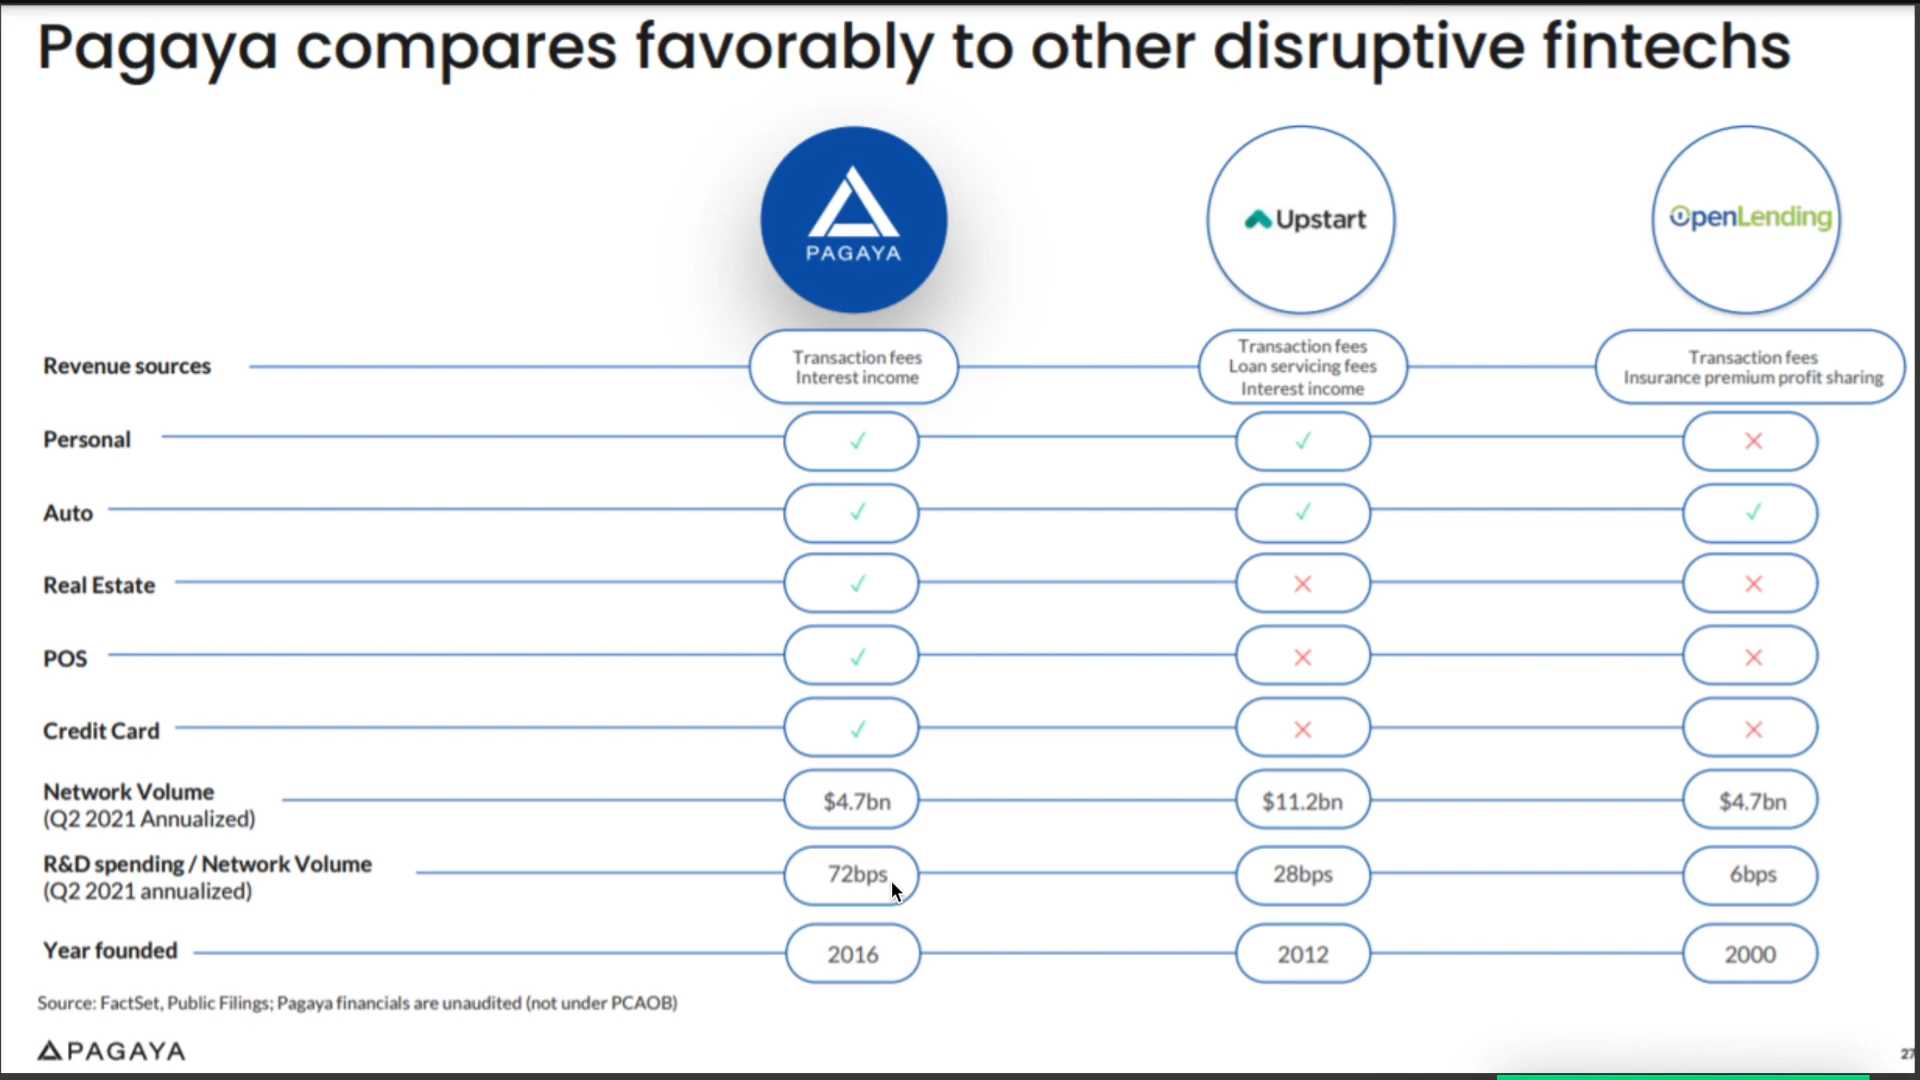 Pagaya compares favorably to other disruptive fintechs
PAGAYA
Upstart
OpenLending
Revenue sources
Transaction fees
Interest income
Transaction fees
Loan servicing fees
Interest income
Transaction fees
Insurance premium profit sharing
Personal ✓ ✓ ✕
Auto ✓ ✓ ✓
Real Estate ✓ ✕ ✕
POS ✓ ✕ ✕
Credit Card ✓ ✕ ✕
Network Volume
(Q2 2021 Annualized)
$4.7bn $11.2bn $4.7bn
R&D spending / Network Volume
(Q2 2021 annualized)
72bps 28bps 6bps
Year founded 2016 2012 2000
Source: FactSet, Public Filings; Pagaya financials are unaudited (not under PCAOB)
PAGAYA
27